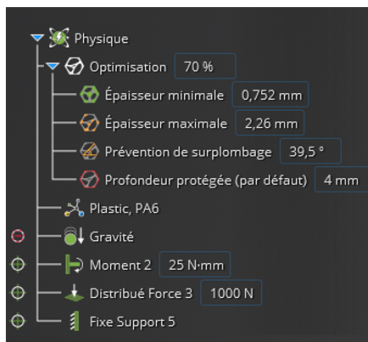 Physique
Optimisation 70 %
Épaisseur minimale 0,752 mm
Épaisseur maximale 2,26 mm
Prévention de surplombage 39,5 °
Profondeur protégée (par défaut) 4 mm
Plastic, PA6
Gravité
Moment 2 25 N·mm
Distribué Force 3 1000 N
Fixe Support 5